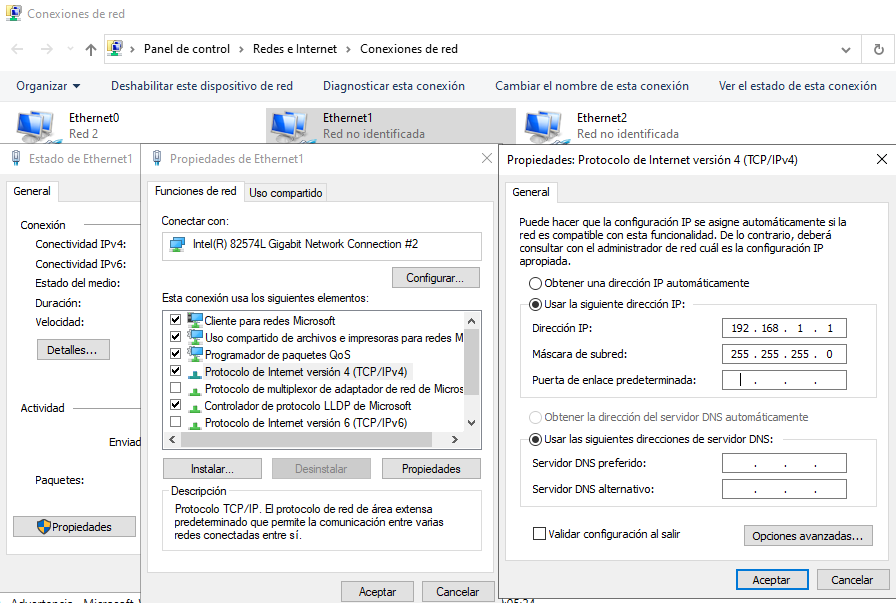 Conexiones de red
Panel de control > Redes e Internet > Conexiones de red
Organizar
Deshabilitar este dispositivo de red
Diagnosticar esta conexión
Cambiar el nombre de esta conexión
Ver el estado de esta conexión
Ethernet0
Red 2
Ethernet1
Red no identificada
Ethernet2
Red no identificada
Estado de Ethernet1
General
Conexión
Conectividad IPv4:
Conectividad IPv6:
Estado del medio:
Duración:
Velocidad:
Detalles...
Actividad
Enviad
Paquetes:
Propiedades
Propiedades de Ethernet1
Funciones de red
Uso compartido
Conectar con:
Intel(R) 82574L Gigabit Network Connection #2
Configurar...
Esta conexión usa los siguientes elementos:
Cliente para redes Microsoft
Uso compartido de archivos e impresoras para redes M
Programador de paquetes QoS
Protocolo de Internet versión 4 (TCP/IPv4)
Protocolo de multiplexor de adaptador de red de Micros
Controlador de protocolo LLDP de Microsoft
Protocolo de Internet versión 6 (TCP/IPv6)
Instalar...
Desinstalar
Propiedades
Descripción
Protocolo TCP/IP. El protocolo de red de área extensa
predeterminado que permite la comunicación entre varias
redes conectadas entre sí.
Aceptar
Cancelar
Propiedades: Protocolo de Internet versión 4 (TCP/IPv4)
General
Puede hacer que la configuración IP se asigne automáticamente si la
red es compatible con esta funcionalidad. De lo contrario, deberá
consultar con el administrador de red cuál es la configuración IP
apropiada.
Obtener una dirección IP automáticamente
Usar la siguiente dirección IP:
Dirección IP:
192 . 168 . 1 . 1
Máscara de subred:
255 . 255 . 255 . 0
Puerta de enlace predeterminada:
. . .
Obtener la dirección del servidor DNS automáticamente
Usar las siguientes direcciones de servidor DNS:
Servidor DNS preferido:
. . .
Servidor DNS alternativo:
. . .
Validar configuración al salir
Opciones avanzadas...
Aceptar
Cancelar